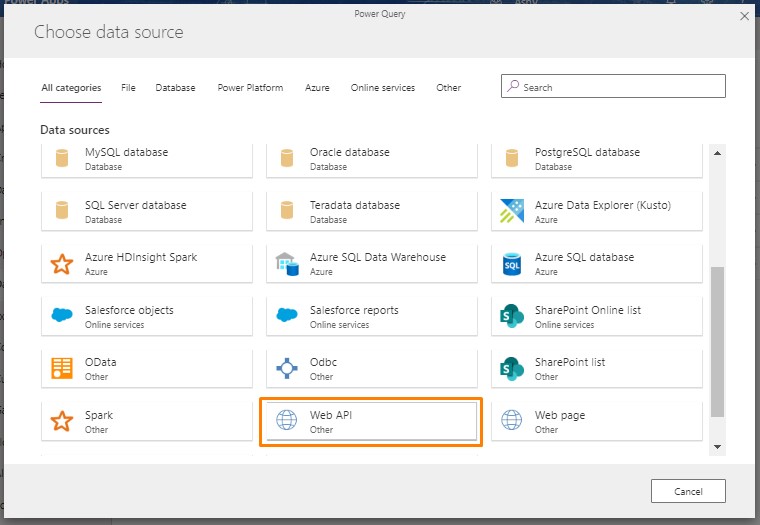 Power Apps
Power Query
Choose data source
All categories File Database Power Platform Azure Online services Other
Search
Data sources
MySQL database Oracle database PostgreSQL database
Database Database Database
SQL Server database Teradata database Azure Data Explorer (Kusto)
Database Database Azure
Azure HDInsight Spark Azure SQL Data Warehouse Azure SQL database
Azure Azure Azure
SQL
Salesforce objects Salesforce reports SharePoint Online list
Online services Online services Online services
S
OData Odbc SharePoint list
Other Other Other
S
Spark Web API Web page
Other Other Other
Cancel